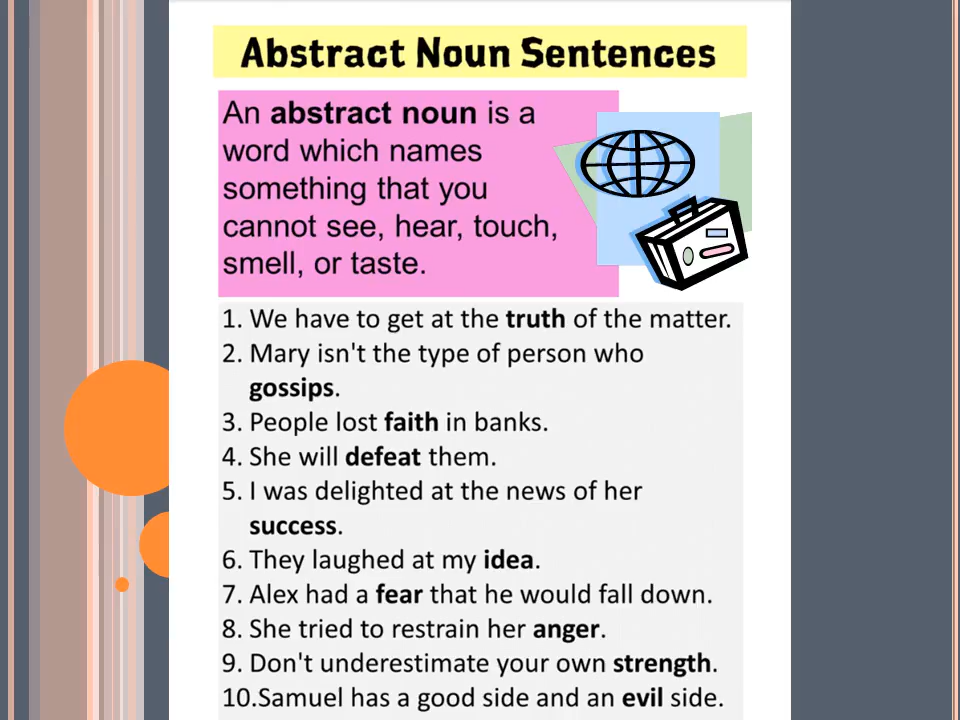 Abstract Noun Sentences
An abstract noun is a
word which names
something that you
cannot see, hear, touch,
smell, or taste.
1. We have to get at the truth of the matter.
2. Mary isn't the type of person who
gossips.
3. People lost faith in banks.
4. She will defeat them.
5. I was delighted at the news of her
success.
6. They laughed at my idea.
7. Alex had a fear that he would fall down.
8. She tried to restrain her anger.
9. Don't underestimate your own strength.
10.Samuel has a good side and an evil side.